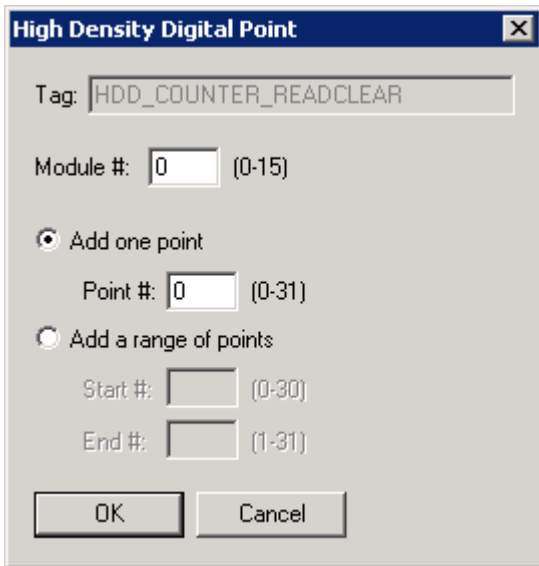 High Density Digital Point
Tag: HDD_COUNTER_READCLEAR
Module #: 0 (0-15)
Add one point
Point #: 0 (0-31)
Add a range of points
Start #: (0-30)
End #: (1-31)
OK Cancel